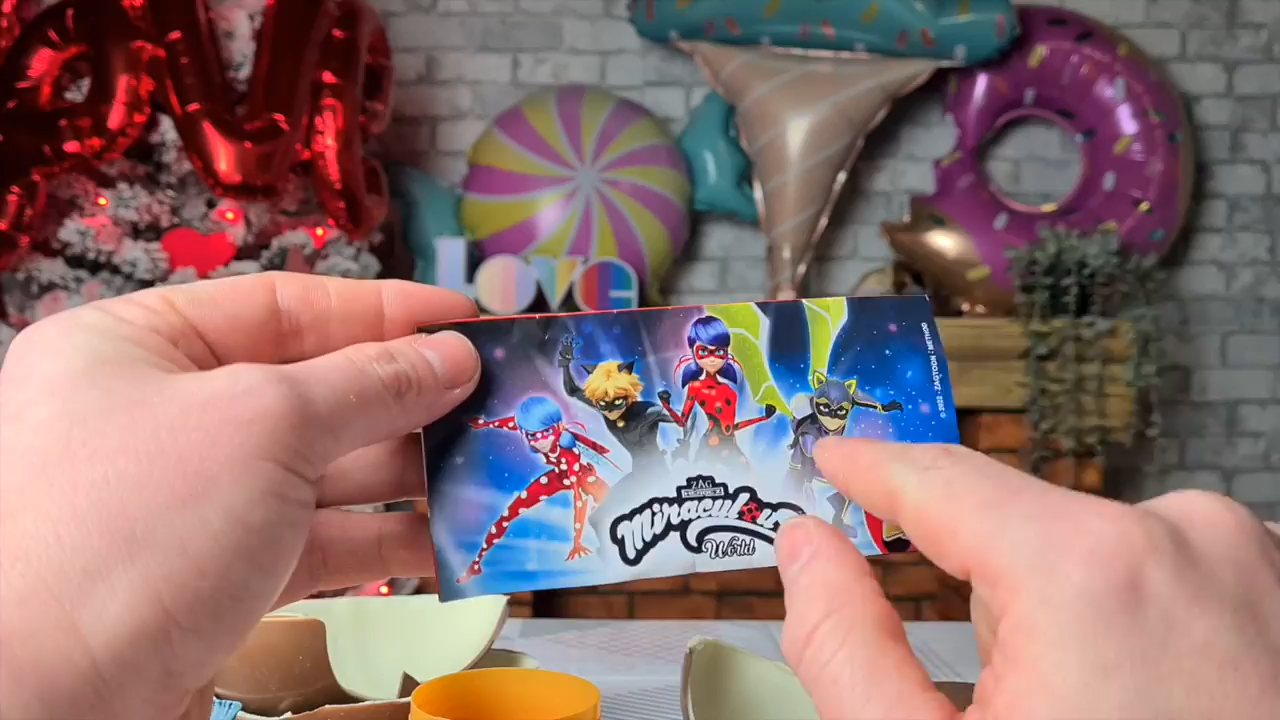 Love
© 2022 - ZAGTOON - METHOD
ZAG
HEROEZ
Miraculous
World